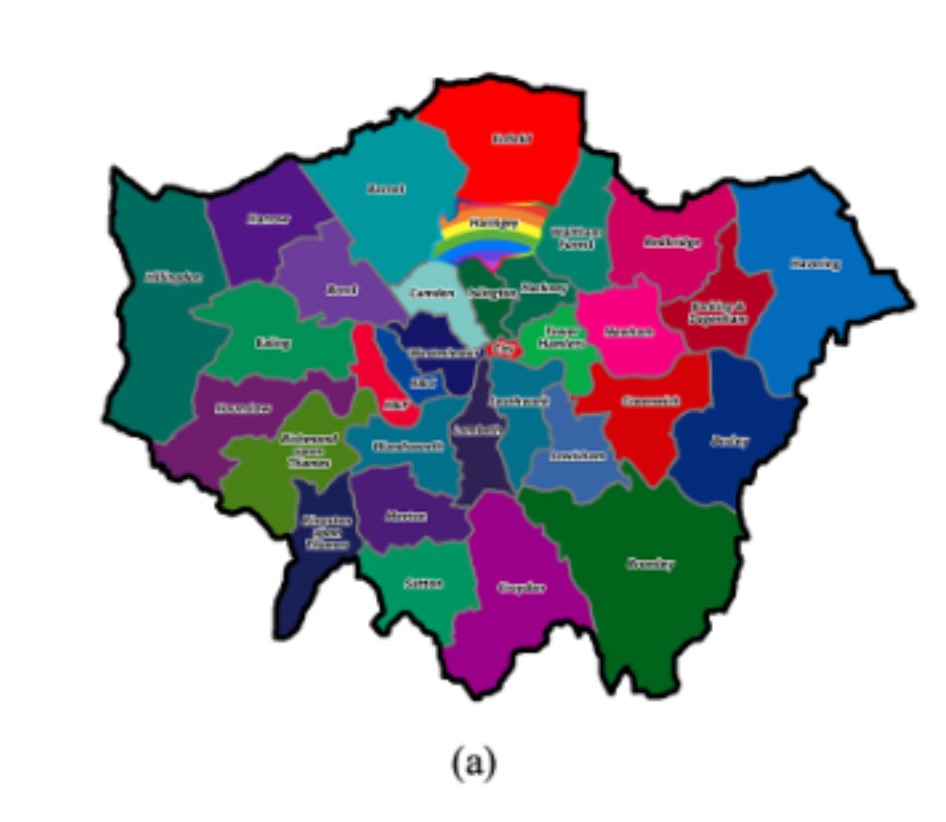 Enfield
Barnet
Harrow
Haringey
Waltham
Forest
Redbridge
Havering
Hillingdon
Brent
Camden
Islington
Hackney
Barking &
Dagenham
Ealing
Westminster
City
Tower
Hamlets
Newham
K&C
H&F
Hounslow
Southwark
Greenwich
Lambeth
Richmond
upon
Thames
Wandsworth
Lewisham
Bexley
Kingston
upon
Thames
Merton
Sutton
Croydon
Bromley
(a)